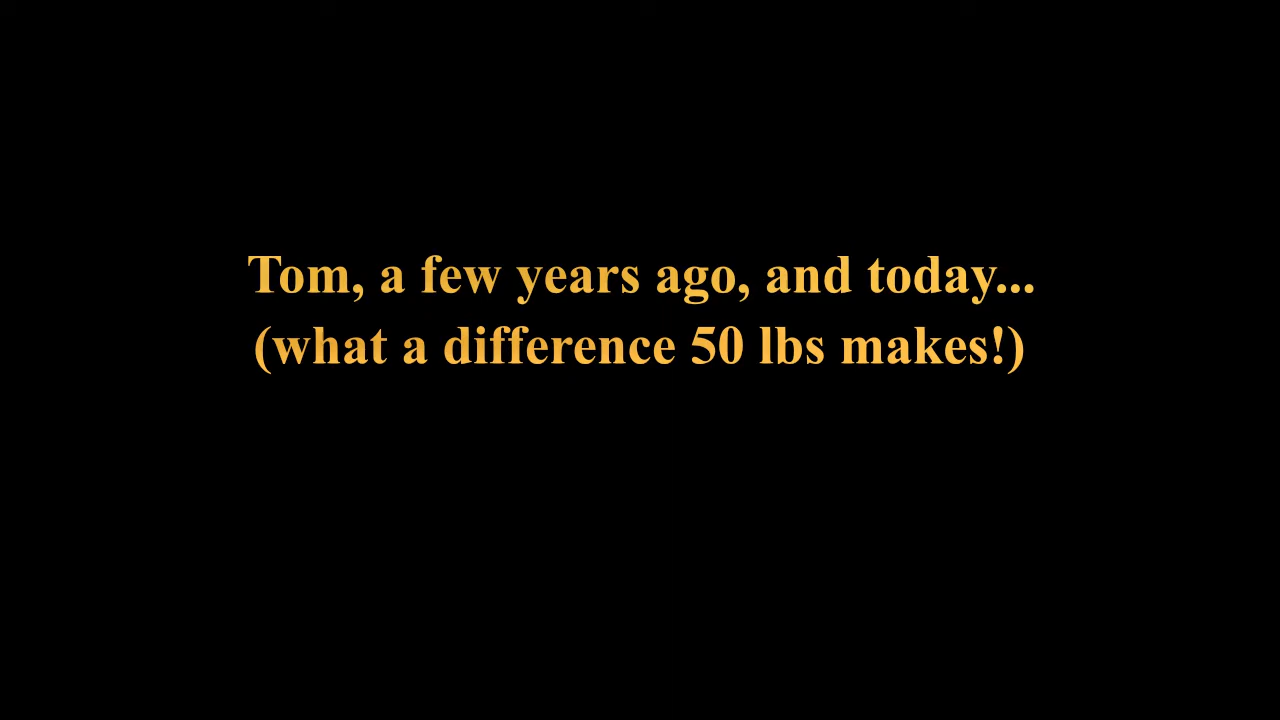 Tom, a few years ago, and today...
(what a difference 50 lbs makes!)